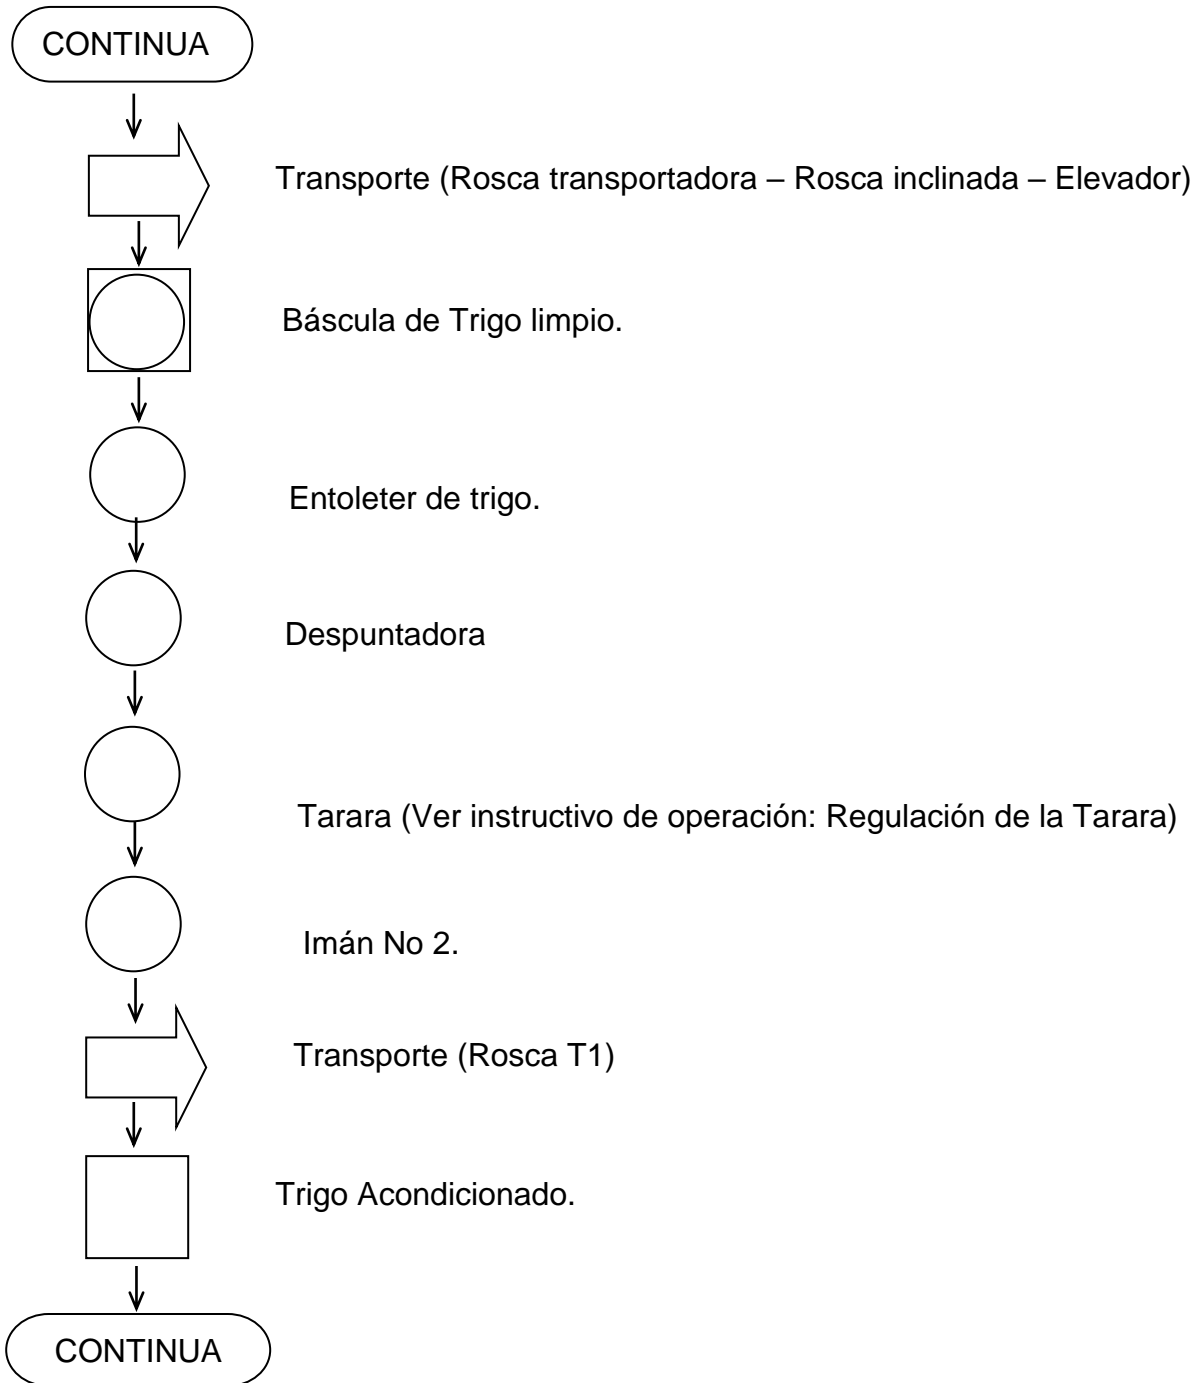 CONTINUA
Transporte (Rosca transportadora – Rosca inclinada – Elevador)
Báscula de Trigo limpio.
Entoleter de trigo.
Despuntadora
Tarara (Ver instructivo de operación: Regulación de la Tarara)
Imán No 2.
Transporte (Rosca T1)
Trigo Acondicionado.
CONTINUA